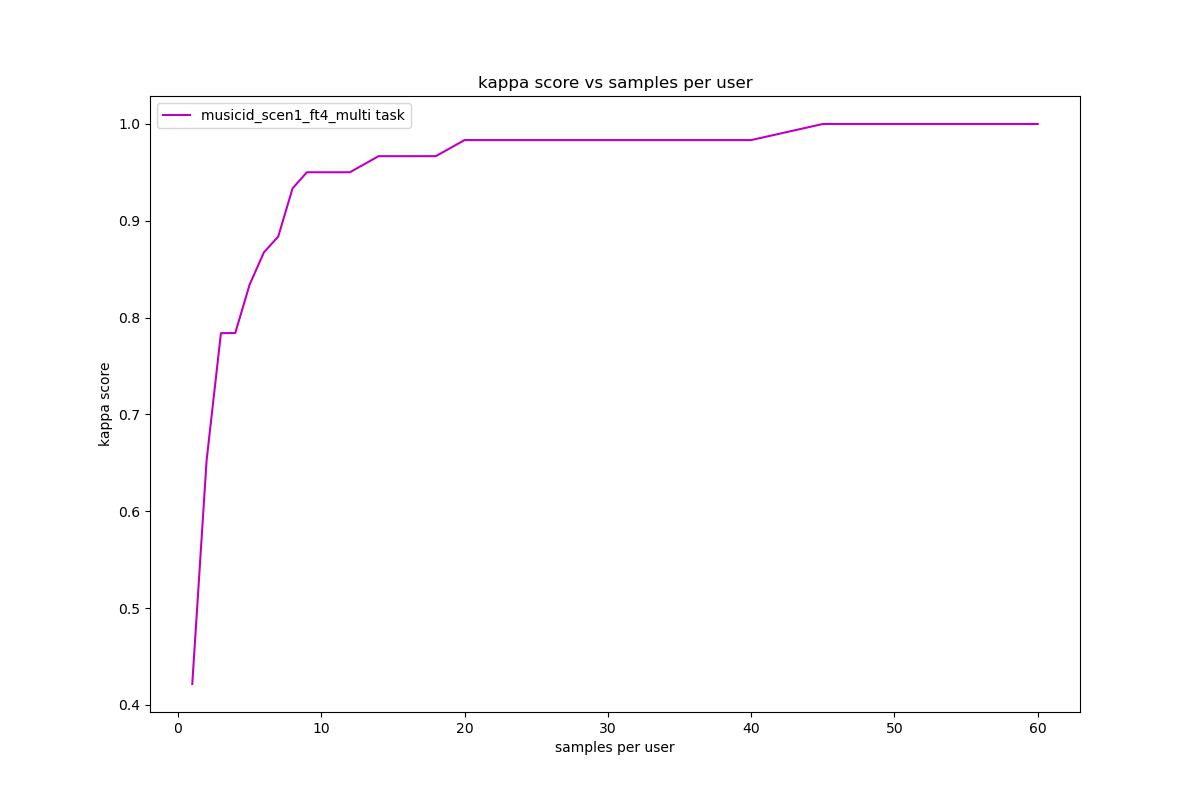 kappa score vs samples per user
musicid_scen1_ft4_multi task
1.0
0.9
0.8
0.7
0.6
0.5
0.4
kappa score
0 10 20 30 40 50 60
samples per user